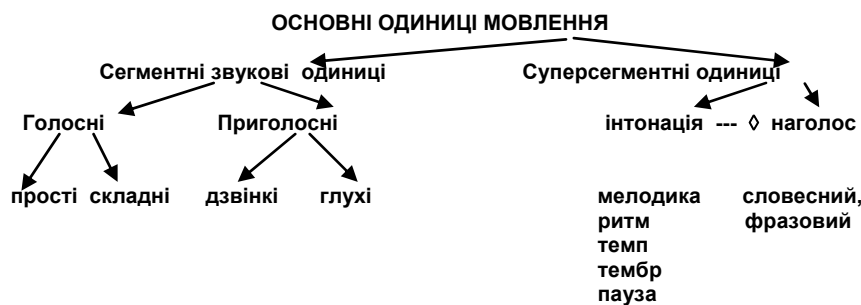 ОСНОВНІ ОДИНИЦІ МОВЛЕННЯ
Сегментні звукові одиниці Суперсегментні одиниці
Голосні Приголосні інтонація --- ◊ наголос
прості складні дзвінкі глухі
мелодика словесний,
ритм фразовий
темп
тембр
пауза